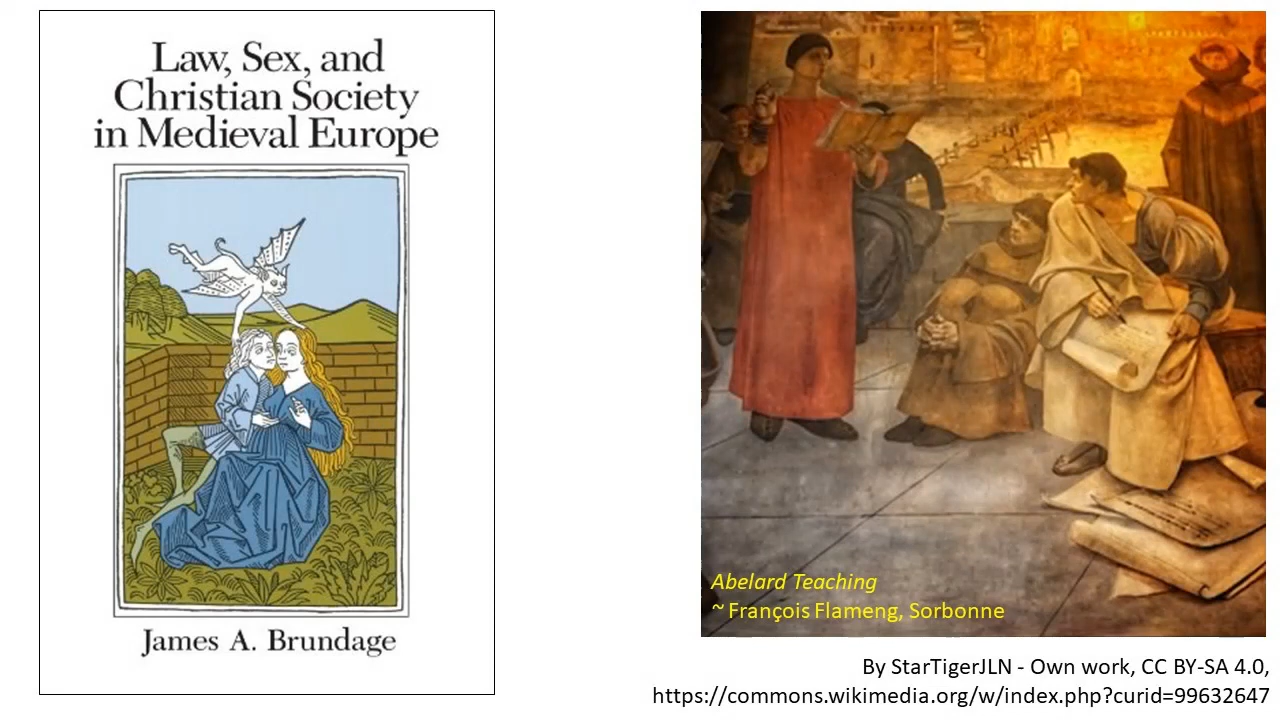 Law, Sex, and
Christian Society
in Medieval Europe
James A. Brundage
Abelard Teaching
~ François Flameng, Sorbonne
By StarTigerJLN - Own work, CC BY-SA 4.0,
https://commons.wikimedia.org/w/index.php?curid=99632647